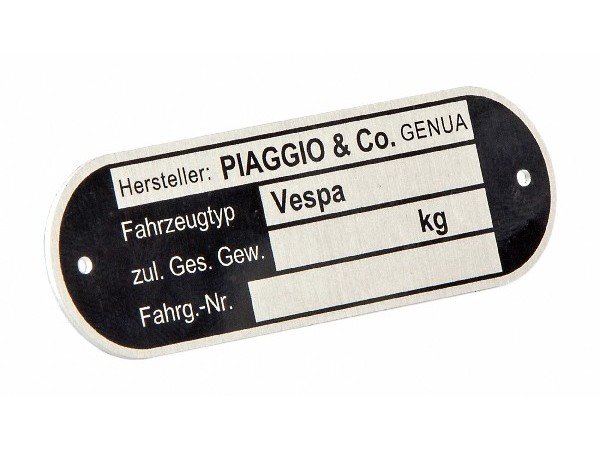 Hersteller: PIAGGIO & Co. GENUA
Fahrzeugtyp Vespa
zul. Ges. Gew. kg
Fahrg.-Nr.